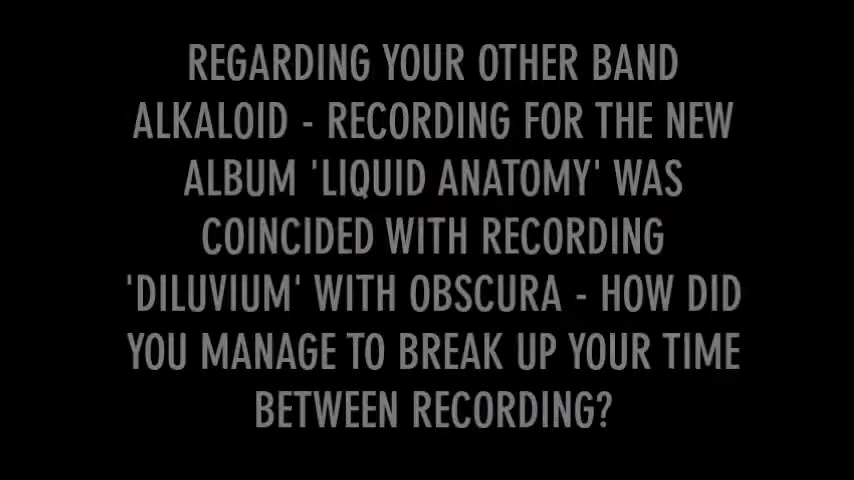 REGARDING YOUR OTHER BAND
ALKALOID - RECORDING FOR THE NEW
ALBUM 'LIQUID ANATOMY' WAS
COINCIDED WITH RECORDING
'DILUVIUM' WITH OBSCURA - HOW DID
YOU MANAGE TO BREAK UP YOUR TIME
BETWEEN RECORDING?